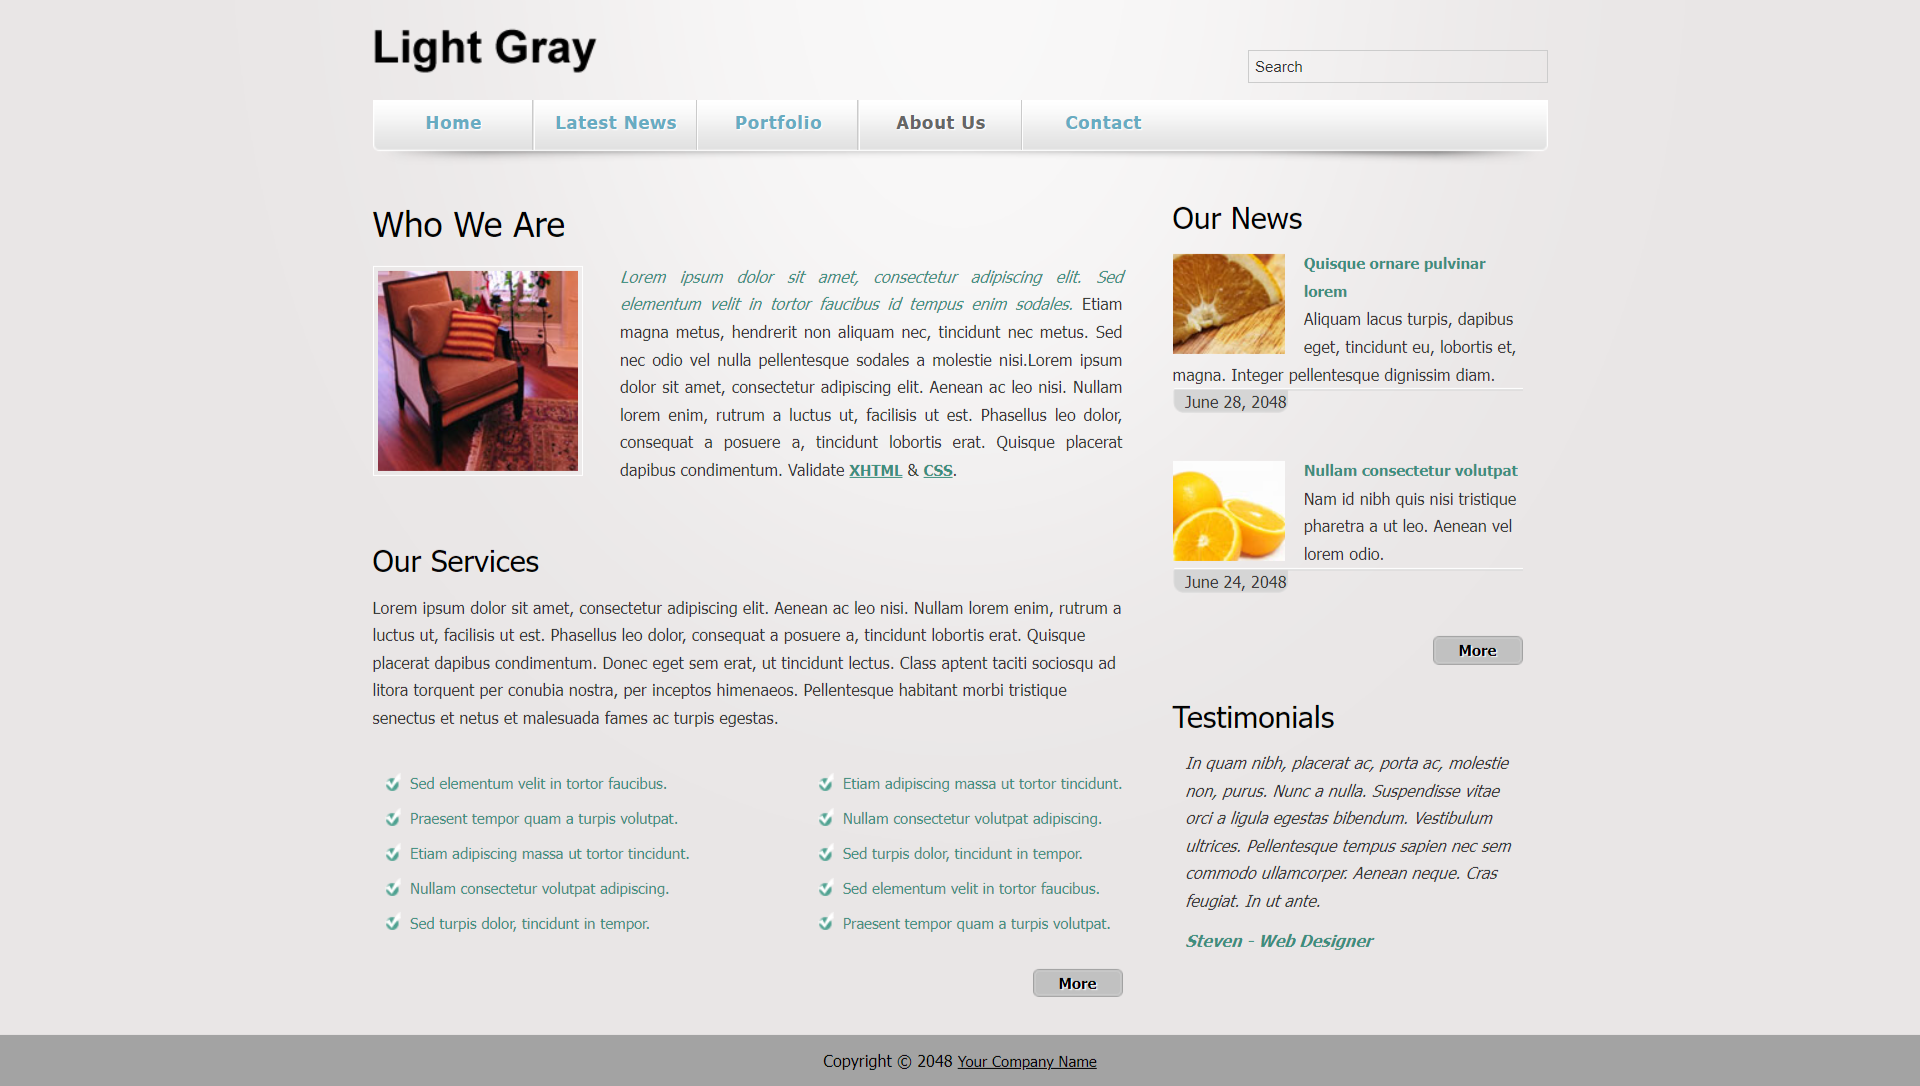 Light Gray
Search
Home Latest News Portfolio About Us Contact
Who We Are
Lorem ipsum dolor sit amet, consectetur adipiscing elit. Sed
elementum velit in tortor faucibus id tempus enim sodales. Etiam
magna metus, hendrerit non aliquam nec, tincidunt nec metus. Sed
nec odio vel nulla pellentesque sodales a molestie nisi.Lorem ipsum
dolor sit amet, consectetur adipiscing elit. Aenean ac leo nisi. Nullam
lorem enim, rutrum a luctus ut, facilisis ut est. Phasellus leo dolor,
consequat a posuere a, tincidunt lobortis erat. Quisque placerat
dapibus condimentum. Validate XHTML & CSS.
Our Services
Lorem ipsum dolor sit amet, consectetur adipiscing elit. Aenean ac leo nisi. Nullam lorem enim, rutrum a
luctus ut, facilisis ut est. Phasellus leo dolor, consequat a posuere a, tincidunt lobortis erat. Quisque
placerat dapibus condimentum. Donec eget sem erat, ut tincidunt lectus. Class aptent taciti sociosqu ad
litora torquent per conubia nostra, per inceptos himenaeos. Pellentesque habitant morbi tristique
senectus et netus et malesuada fames ac turpis egestas.
Sed elementum velit in tortor faucibus.
Praesent tempor quam a turpis volutpat.
Etiam adipiscing massa ut tortor tincidunt.
Nullam consectetur volutpat adipiscing.
Sed turpis dolor, tincidunt in tempor.
Etiam adipiscing massa ut tortor tincidunt.
Nullam consectetur volutpat adipiscing.
Sed turpis dolor, tincidunt in tempor.
Sed elementum velit in tortor faucibus.
Praesent tempor quam a turpis volutpat.
More
Our News
Quisque ornare pulvinar
lorem
Aliquam lacus turpis, dapibus
eget, tincidunt eu, lobortis et,
magna. Integer pellentesque dignissim diam.
June 28, 2048
Nullam consectetur volutpat
Nam id nibh quis nisi tristique
pharetra a ut leo. Aenean vel
lorem odio.
June 24, 2048
More
Testimonials
In quam nibh, placerat ac, porta ac, molestie
non, purus. Nunc a nulla. Suspendisse vitae
orci a ligula egestas bibendum. Vestibulum
ultrices. Pellentesque tempus sapien nec sem
commodo ullamcorper. Aenean neque. Cras
feugiat. In ut ante.
Steven - Web Designer
Copyright © 2048 Your Company Name